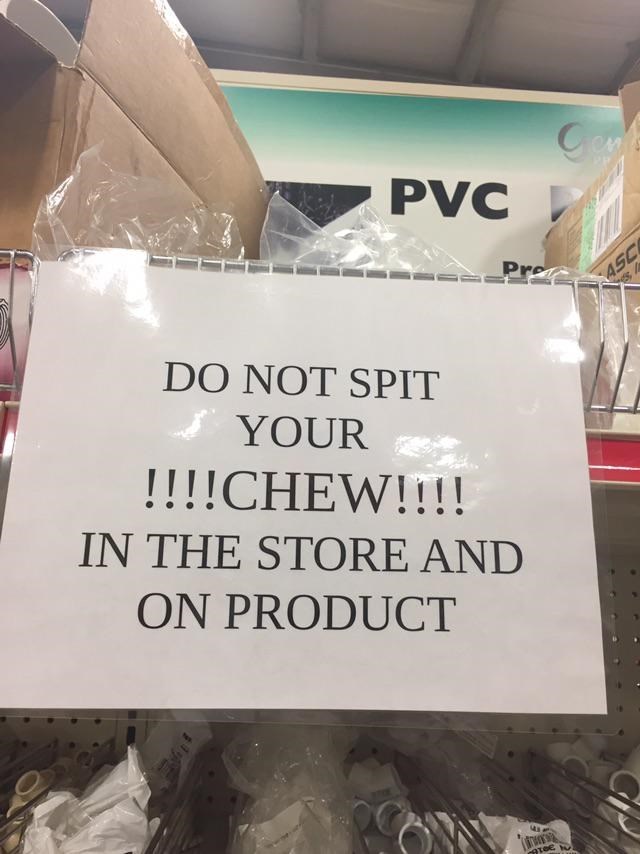 PVC
DO NOT SPIT
YOUR
!!!!CHEW!!!!
IN THE STORE AND
ON PRODUCT